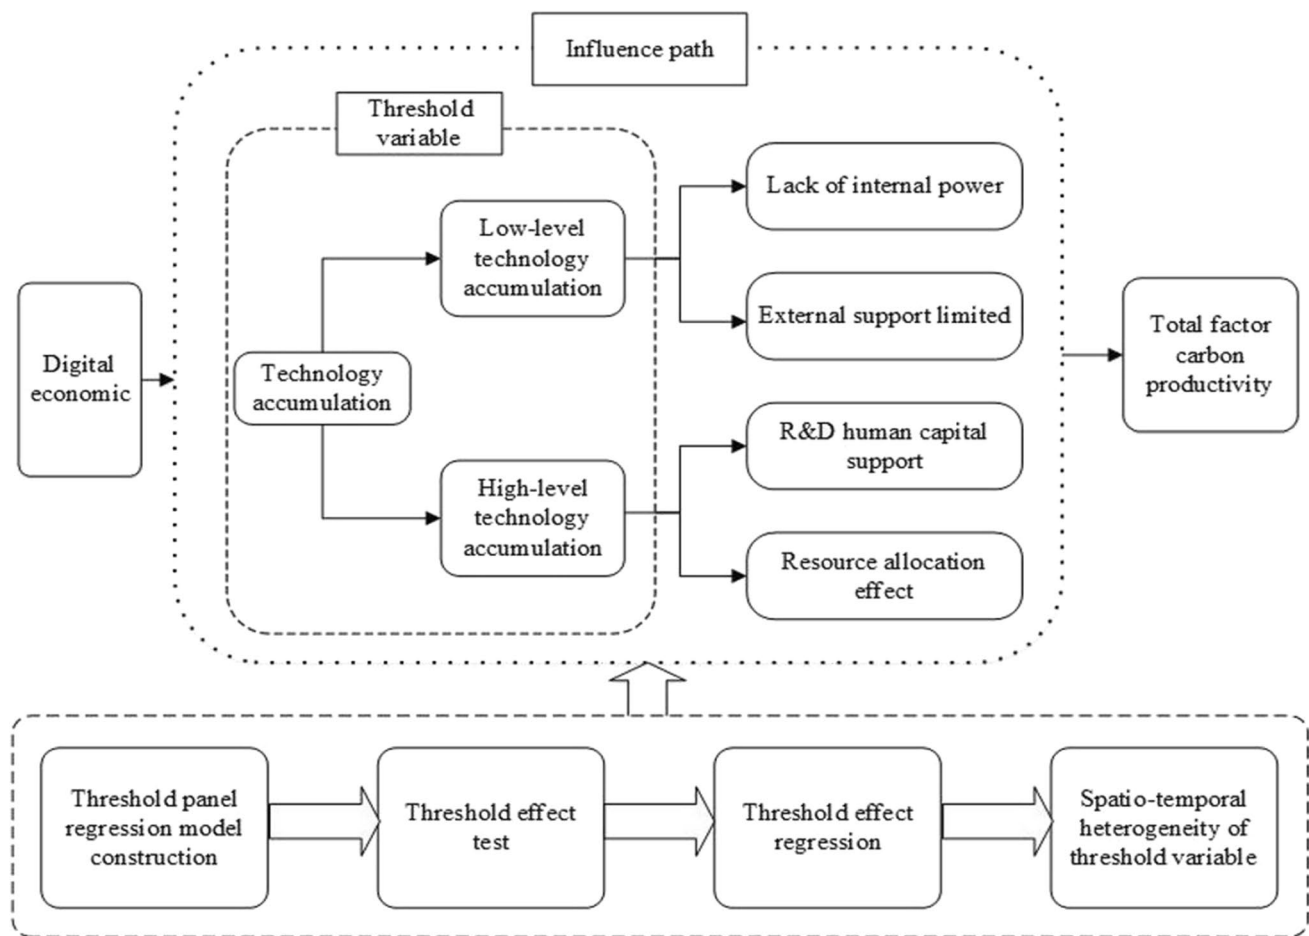 Influence path
Threshold
variable
Digital
economic
Technology
accumulation
Low-level
technology
accumulation
High-level
technology
accumulation
Lack of internal power
External support limited
R&D human capital
support
Resource allocation
effect
Total factor
carbon
productivity
Threshold panel
regression model
construction
Threshold effect
test
Threshold effect
regression
Spatio-temporal
heterogeneity of
threshold variable